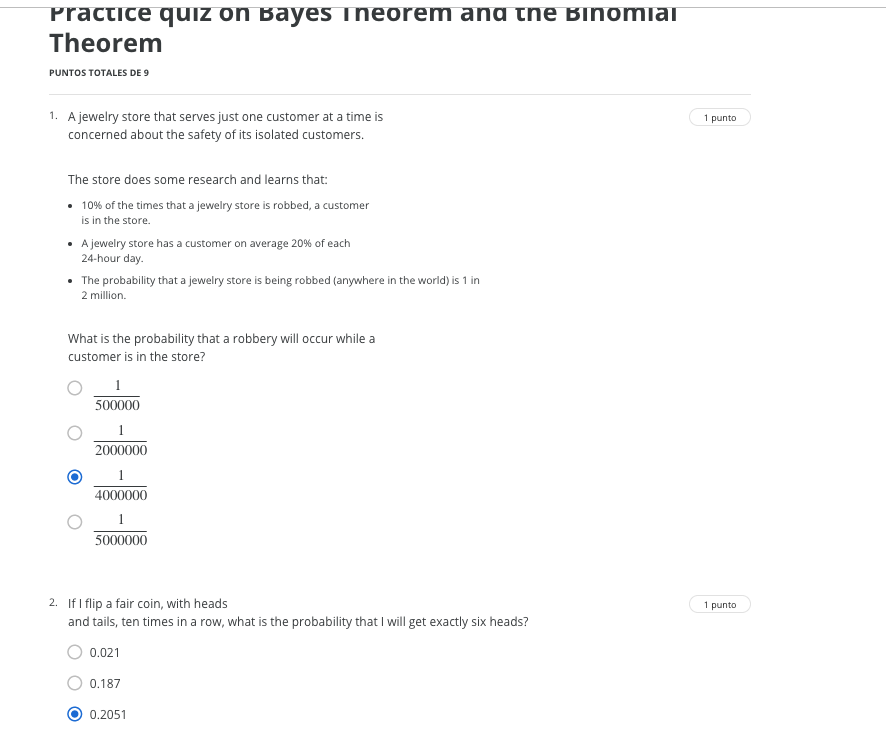 Practice quiz on Bayes Theorem and the Binomial
Theorem
PUNTOS TOTALES DE 9
1. A jewelry store that serves just one customer at a time is
concerned about the safety of its isolated customers.
1 punto
The store does some research and learns that:
• 10% of the times that a jewelry store is robbed, a customer
is in the store.
• A jewelry store has a customer on average 20% of each
24-hour day.
• The probability that a jewelry store is being robbed (anywhere in the world) is 1 in
2 million.
What is the probability that a robbery will occur while a
customer is in the store?
1
500000
1
2000000
1
4000000
1
5000000
2. If I flip a fair coin, with heads
1 punto
and tails, ten times in a row, what is the probability that I will get exactly six heads?
0.021
0.187
0.2051